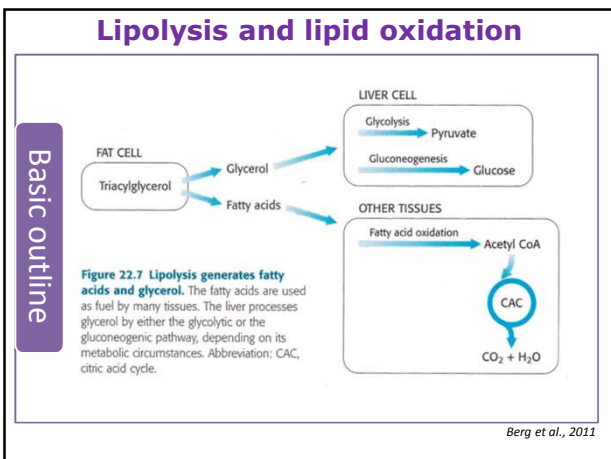 Lipolysis and lipid oxidation
Basic outline
FAT CELL
Triacylglycerol
Glycerol
Fatty acids
LIVER CELL
Glycolysis
Pyruvate
Gluconeogenesis
Glucose
OTHER TISSUES
Fatty acid oxidation
Acetyl CoA
CAC
CO₂ + H₂O
Figure 22.7 Lipolysis generates fatty
acids and glycerol. The fatty acids are used
as fuel by many tissues. The liver processes
glycerol by either the glycolytic or the
gluconeogenic pathway, depending on its
metabolic circumstances. Abbreviation: CAC,
citric acid cycle.
Berg et al., 2011